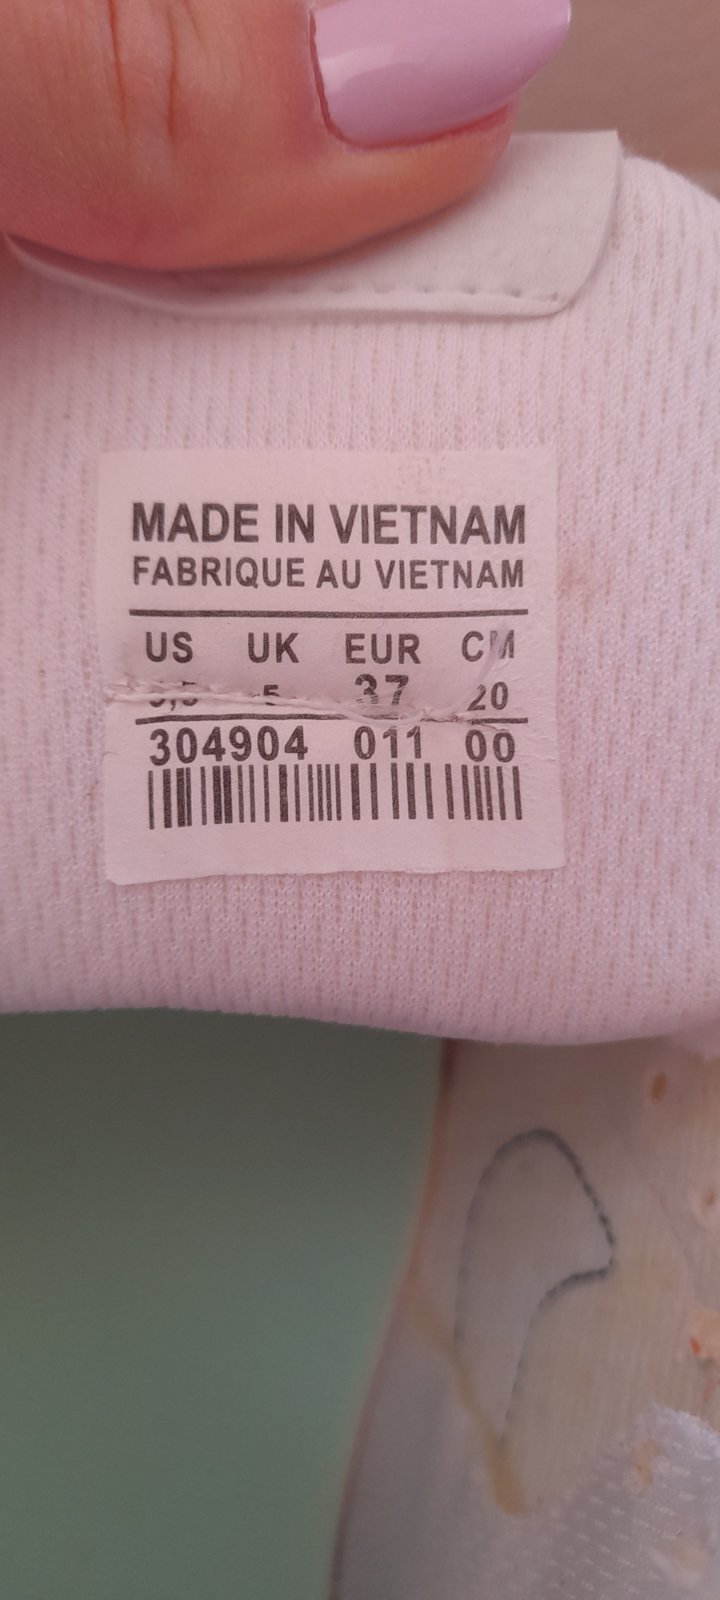 MADE IN VIETNAM
FABRIQUE AU VIETNAM
US UK EUR CM
37 20
304904 011 00